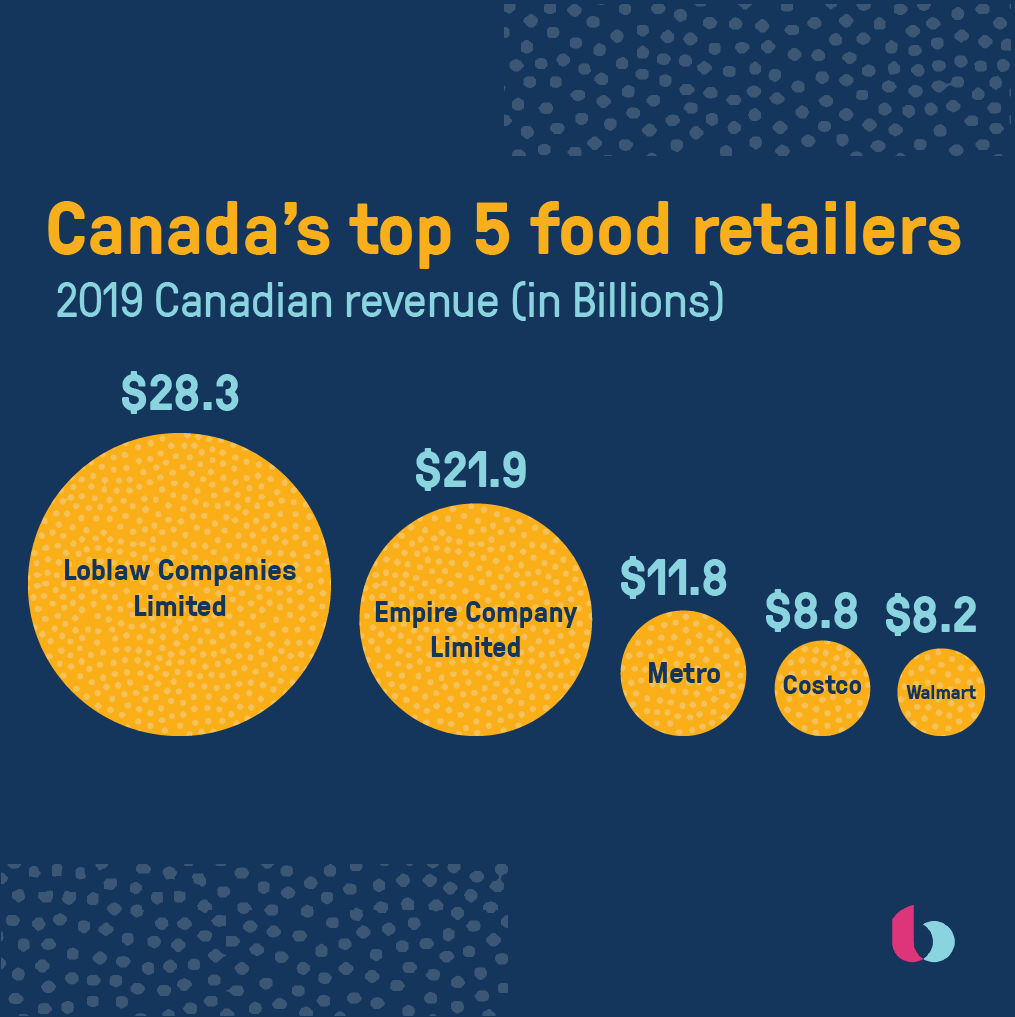 Canada’s top 5 food retailers
2019 Canadian revenue (in Billions)
$28.3
Loblaw Companies
Limited
$21.9
Empire Company
Limited
$11.8
Metro
$8.8
Costco
$8.2
Walmart
b